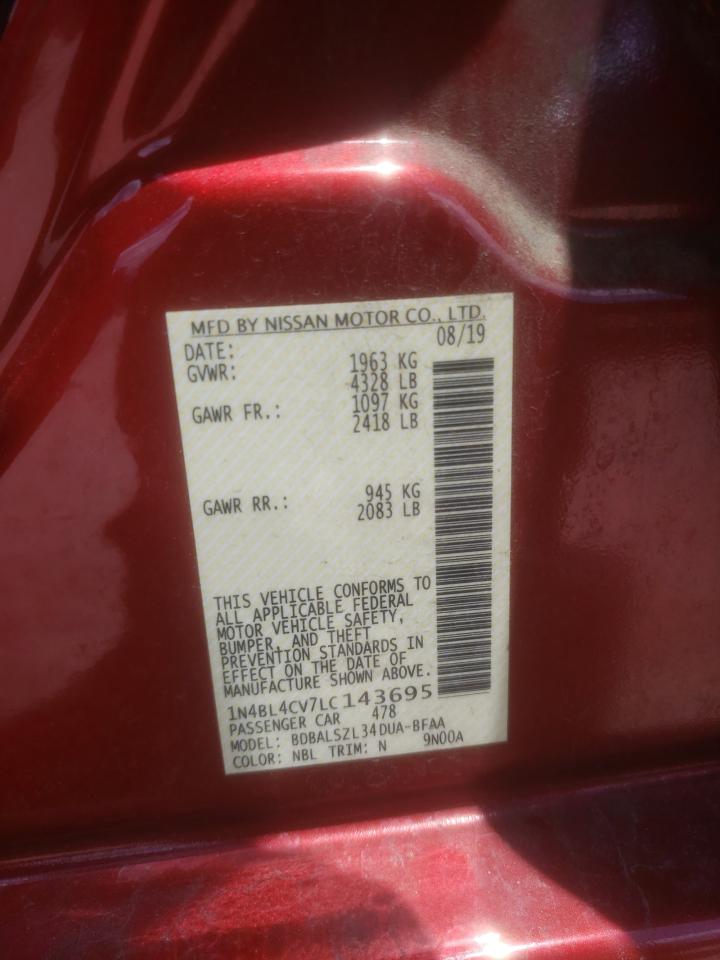 MFD BY NISSAN MOTOR CO., LTD.
DATE: 08/19
GVWR: 1963 KG
4328 LB
GAWR FR.: 1097 KG
2418 LB
GAWR RR.: 945 KG
2083 LB
THIS VEHICLE CONFORMS TO
ALL APPLICABLE FEDERAL
MOTOR VEHICLE SAFETY,
BUMPER, AND THEFT
PREVENTION STANDARDS IN
EFFECT ON THE DATE OF
MANUFACTURE SHOWN ABOVE.
1N4BL4CV7LC143695
PASSENGER CAR 478
MODEL: BDBALSZL34DUA-BFAA
COLOR: NBL TRIM: N 9N00A